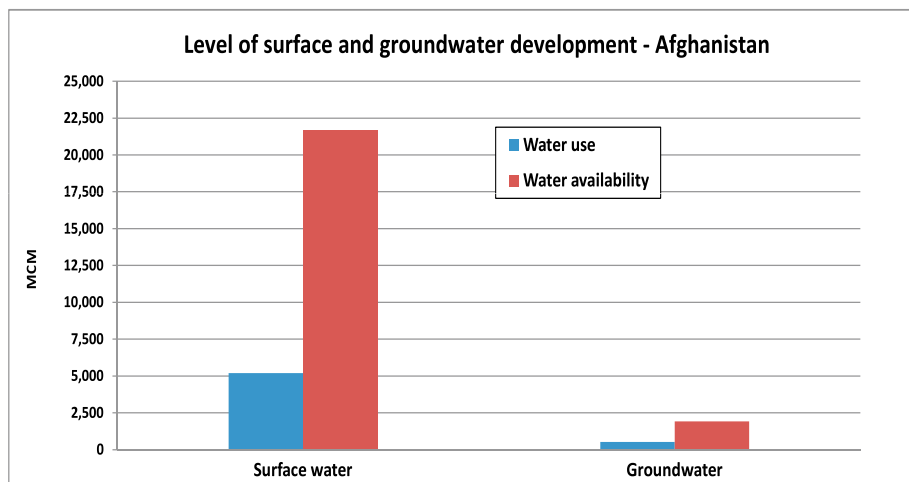 Level of surface and groundwater development - Afghanistan
25,000
22,500
20,000
17,500
15,000
12,500
10,000
7,500
5,000
2,500
0
MCM
Water use
Water availability
Surface water
Groundwater